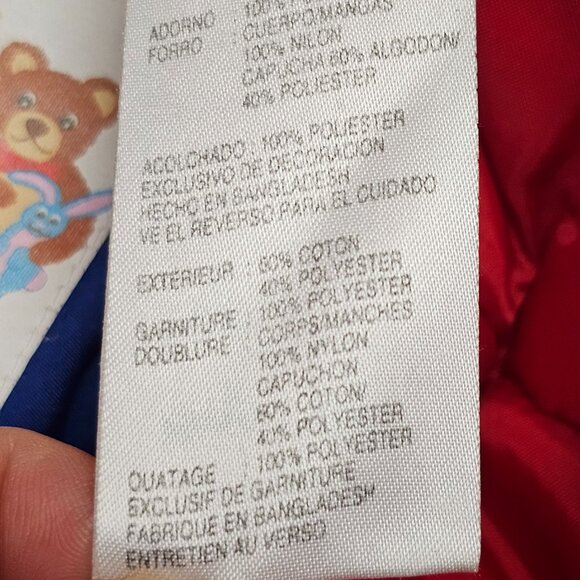 ADORNO : 100% POLIESTER
FORRO : CUERPO/MANGAS
100% NILON
CAPUCHA 60% ALGODON/
40% POLIESTER
ACOLCHADO : 100% POLIESTER
EXCLUSIVO DE DECORACION
HECHO EN BANGLADESH
VE EL REVERSO PARA EL CUIDADO
EXTERIEUR : 60% COTON
40% POLYESTER
GARNITURE : 100% POLYESTER
DOUBLURE : CORPS/MANCHES
100% NYLON
CAPUCHON
60% COTON/
40% POLYESTER
OUATAGE : 100% POLYESTER
EXCLUSIF DE GARNITURE
FABRIQUE EN BANGLADESH
ENTRETIEN AU VERSO